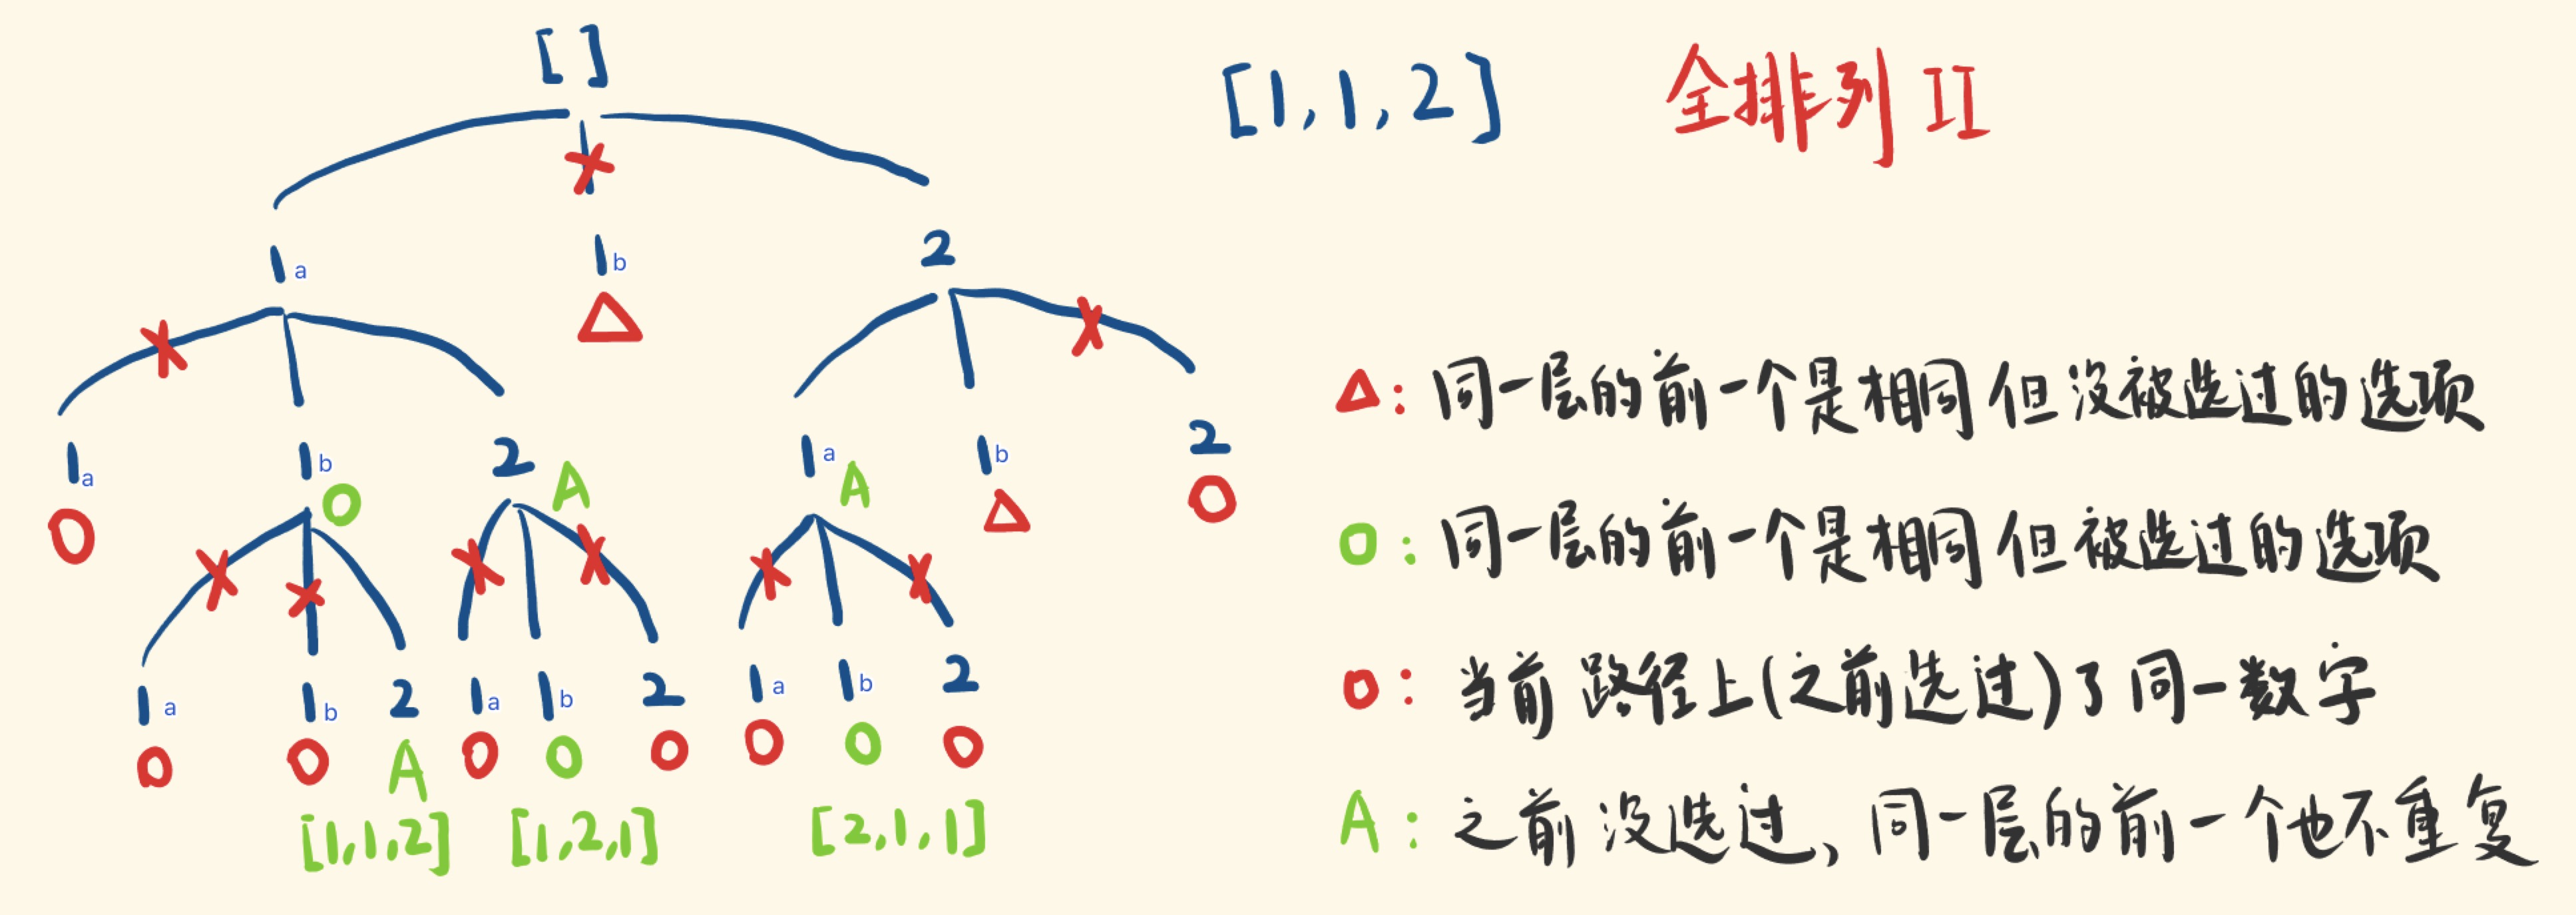 [ ]
[1,1,2] 全排列 II
1a 1b 2
△
△: 同一层的前一个是相同但没被选过的选项
1a 1b 2 1a 1b 2
O O A A △ O
O: 同一层的前一个是相同但被选过的选项
1a 1b 2 1a 1b 2 1a 1b 2
O O A O O O O O O
O: 当前路径上(之前选过)了同一数字
[1,1,2] [1,2,1] [2,1,1]
A: 之前没选过、同一层的前一个也不重复